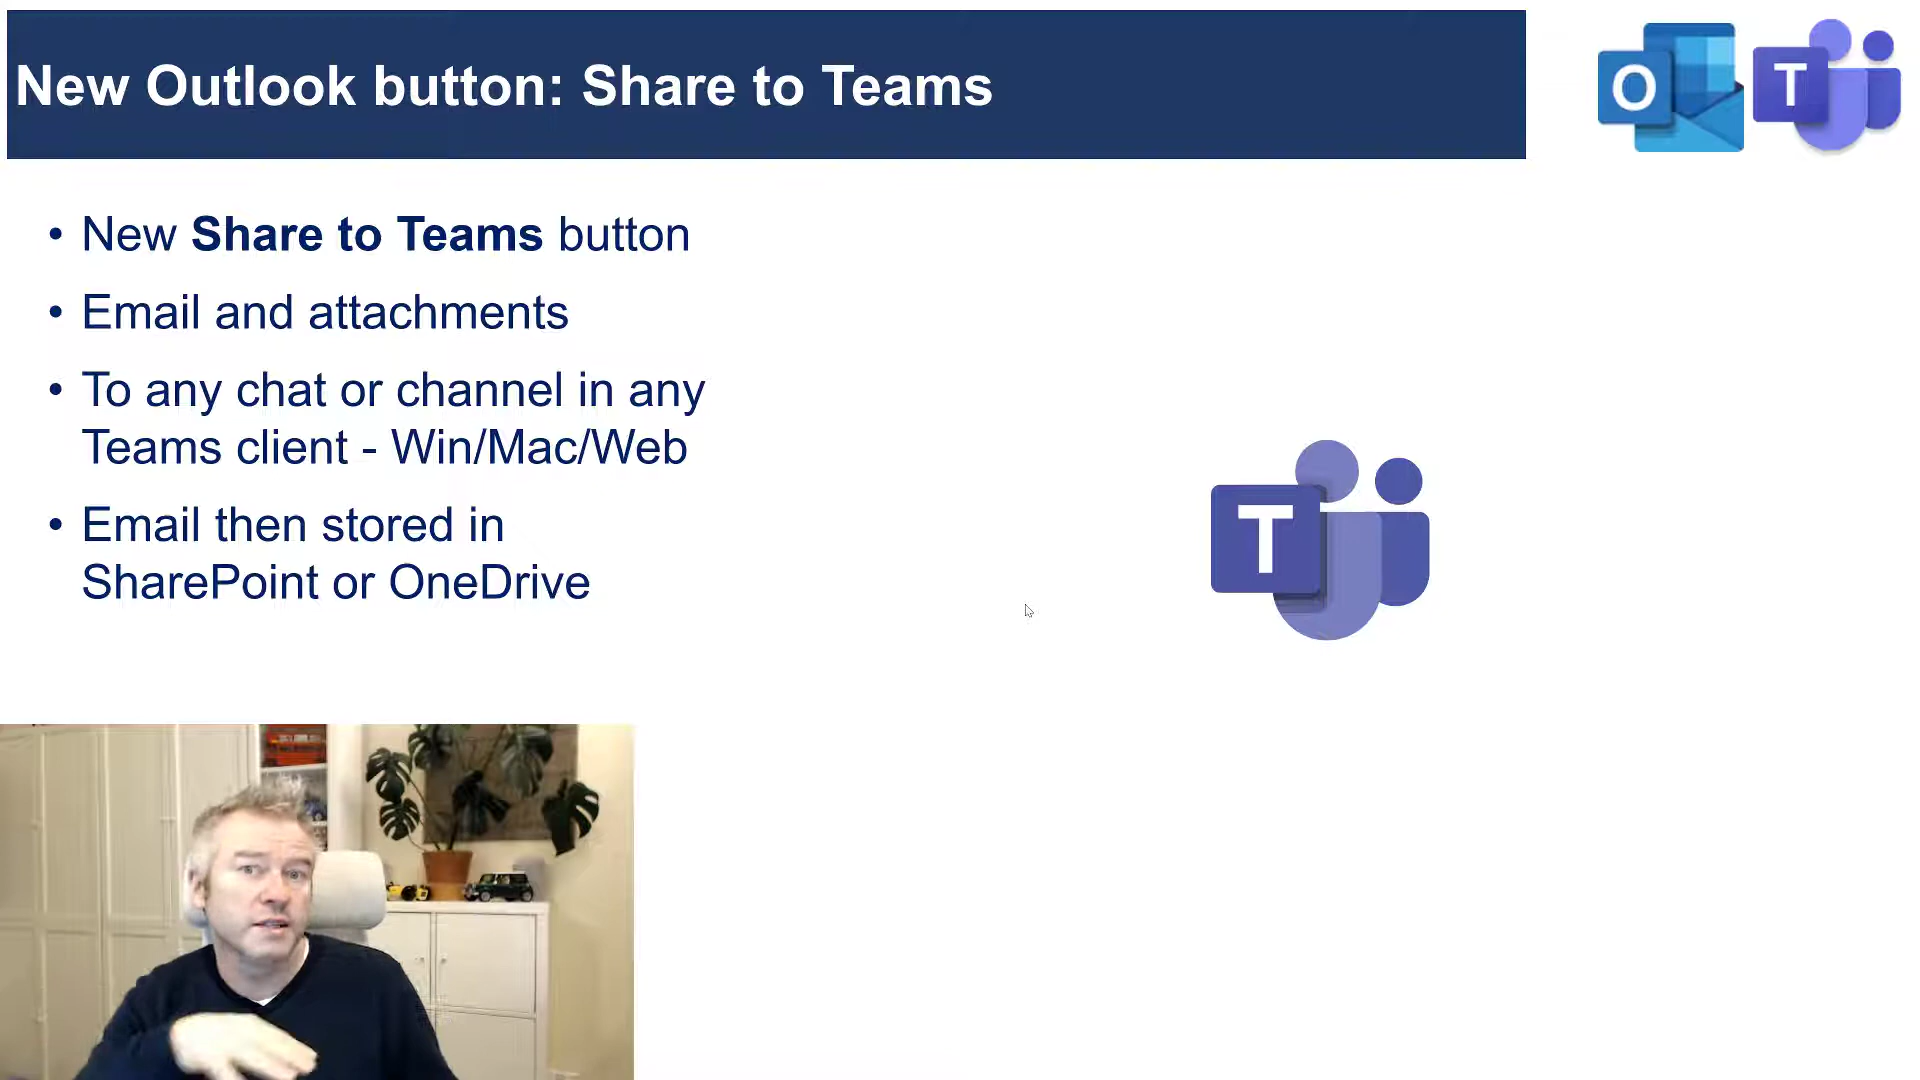 New Outlook button: Share to Teams
O
T
• New Share to Teams button
• Email and attachments
• To any chat or channel in any
Teams client - Win/Mac/Web
• Email then stored in
SharePoint or OneDrive
T